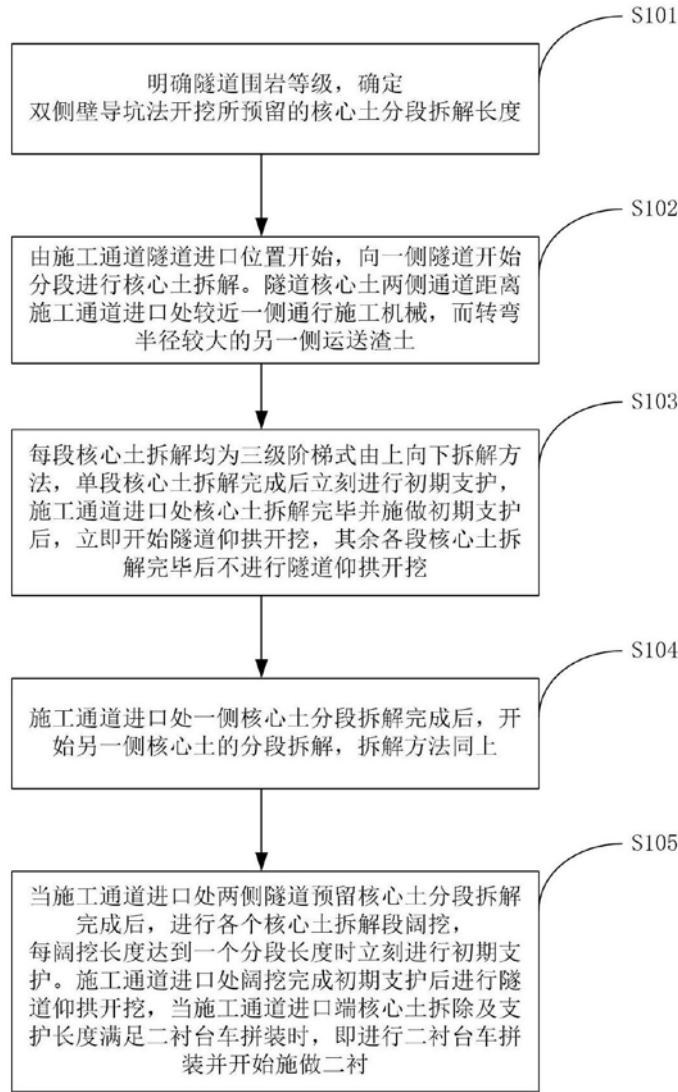 S101
明确隧道围岩等级，确定
双侧壁导坑法开挖所预留的核心土分段拆解长度
S102
由施工通道隧道进口位置开始，向一侧隧道开始
分段进行核心土拆解。隧道核心土两侧通道距离
施工通道进口处较近一侧通行施工机械，而转弯
半径较大的另一侧运送渣土
S103
每段核心土拆解均为三级阶梯式由上向下拆解方
法，单段核心土拆解完成后立刻进行初期支护，
施工通道进口处核心土拆解完毕并施做初期支护
后，立即开始隧道仰拱开挖，其余各段核心土拆
解完毕后不进行隧道仰拱开挖
S104
施工通道进口处一侧核心土分段拆解完成后，开
始另一侧核心土的分段拆解，拆解方法同上
S105
当施工通道进口处两侧隧道预留核心土分段拆解
完成后，进行各个核心土拆解段阔挖，
每阔挖长度达到一个分段长度时立刻进行初期支
护。施工通道进口处阔挖完成初期支护后进行隧
道仰拱开挖，当施工通道进口端核心土拆除及支
护长度满足二衬台车拼装时，即进行二衬台车拼
装并开始施做二衬